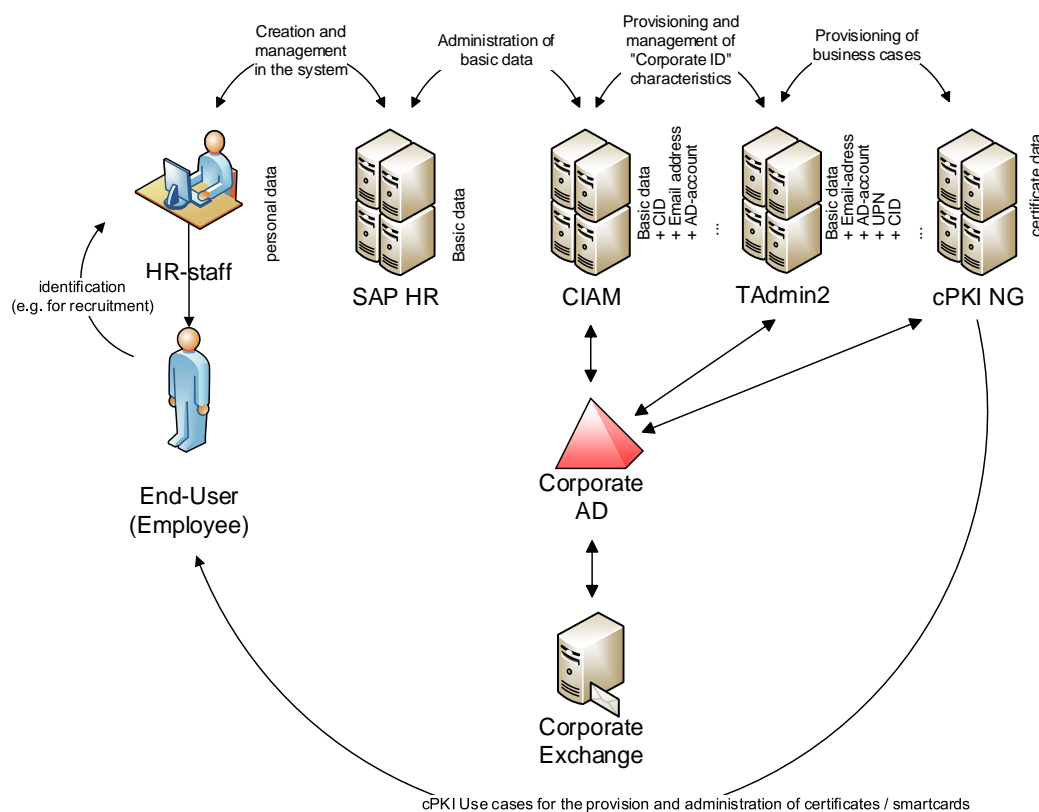 Creation and
management
in the system
Administration of
basic data
Provisioning and
management of
"Corporate ID"
characteristics
Provisioning of
business cases
personal data
Basic data
Basic data
+ CID
+ Email address
+ AD-account
...
Basic data
+ Email-address
+ AD-account
+ UPN
+ CID
...
certificate data
HR-staff
SAP HR
CIAM
TAdmin2
cPKI NG
identification
(e.g. for recruitment)
End-User
(Employee)
Corporate
AD
Corporate
Exchange
cPKI Use cases for the provision and administration of certificates / smartcards